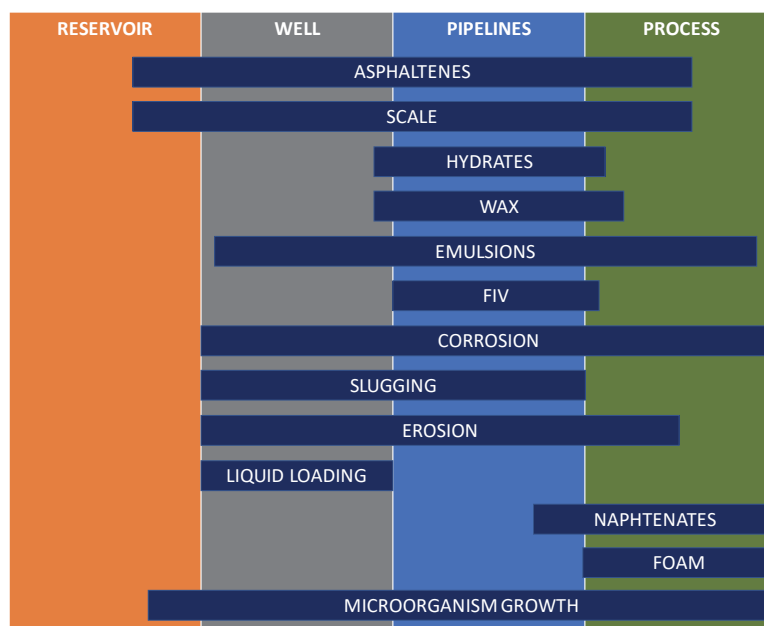 RESERVOIR WELL PIPELINES PROCESS
ASPHALTENES
SCALE
HYDRATES
WAX
EMULSIONS
FIV
CORROSION
SLUGGING
EROSION
LIQUID LOADING
NAPHTENATES
FOAM
MICROORGANISM GROWTH